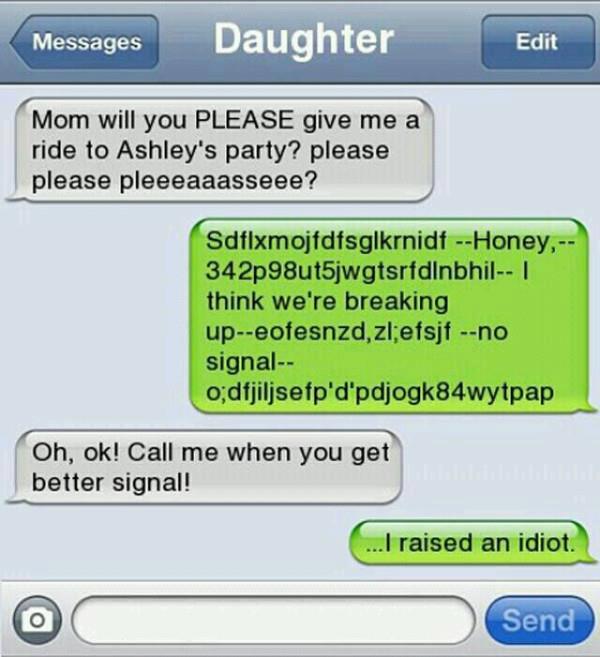 Messages Daughter Edit
Mom will you PLEASE give me a
ride to Ashley's party? please
please pleeeaaasseee?
Sdflxmojfdfsglkrnidf --Honey,--
342p98ut5jwgtsrfdlnbhil-- I
think we're breaking
up--eofesnzd,zl;efsjf --no
signal--
o;dfjiljsefp'd'pdjogk84wytpap
Oh, ok! Call me when you get
better signal!
...I raised an idiot.
Send